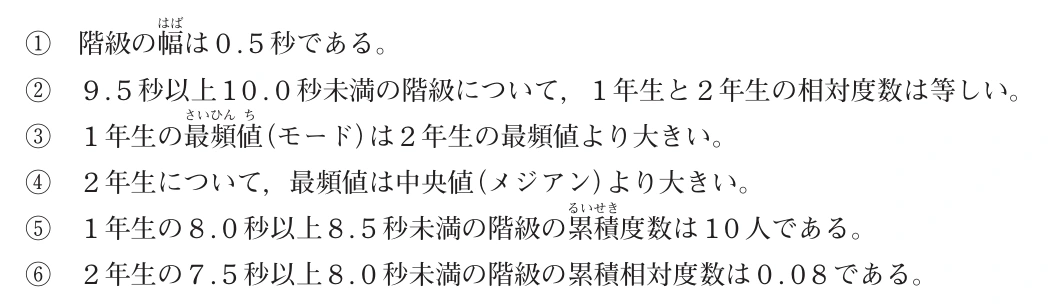 ① 階級の幅は０.５秒である。
② ９.５秒以上１０.０秒未満の階級について，１年生と２年生の相対度数は等しい。
③ １年生の最頻値(モード)は２年生の最頻値より大きい。
④ ２年生について，最頻値は中央値(メジアン)より大きい。
⑤ １年生の８.０秒以上８.５秒未満の階級の累積度数は１０人である。
⑥ ２年生の７.５秒以上８.０秒未満の階級の累積相対度数は０.０８である。